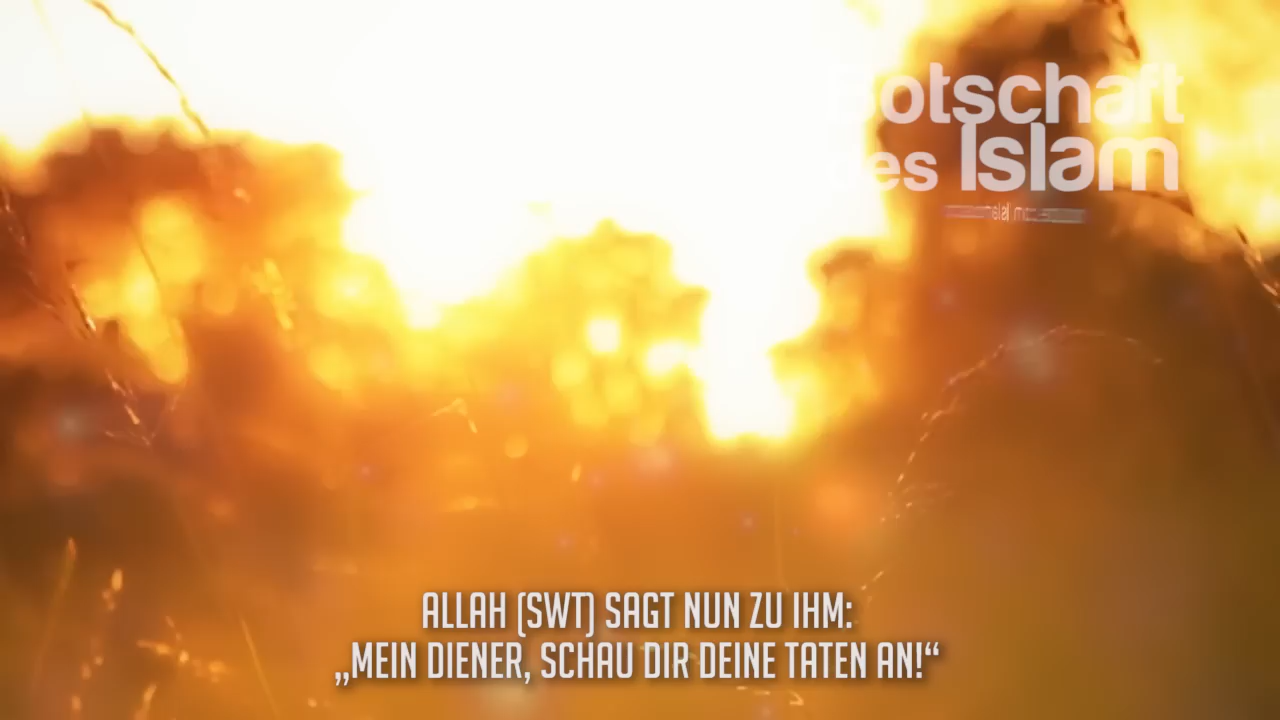 Botschaft
des Islam
ALLAH (SWT) SAGT NUN ZU IHM:
„MEIN DIENER, SCHAU DIR DEINE TATEN AN!“